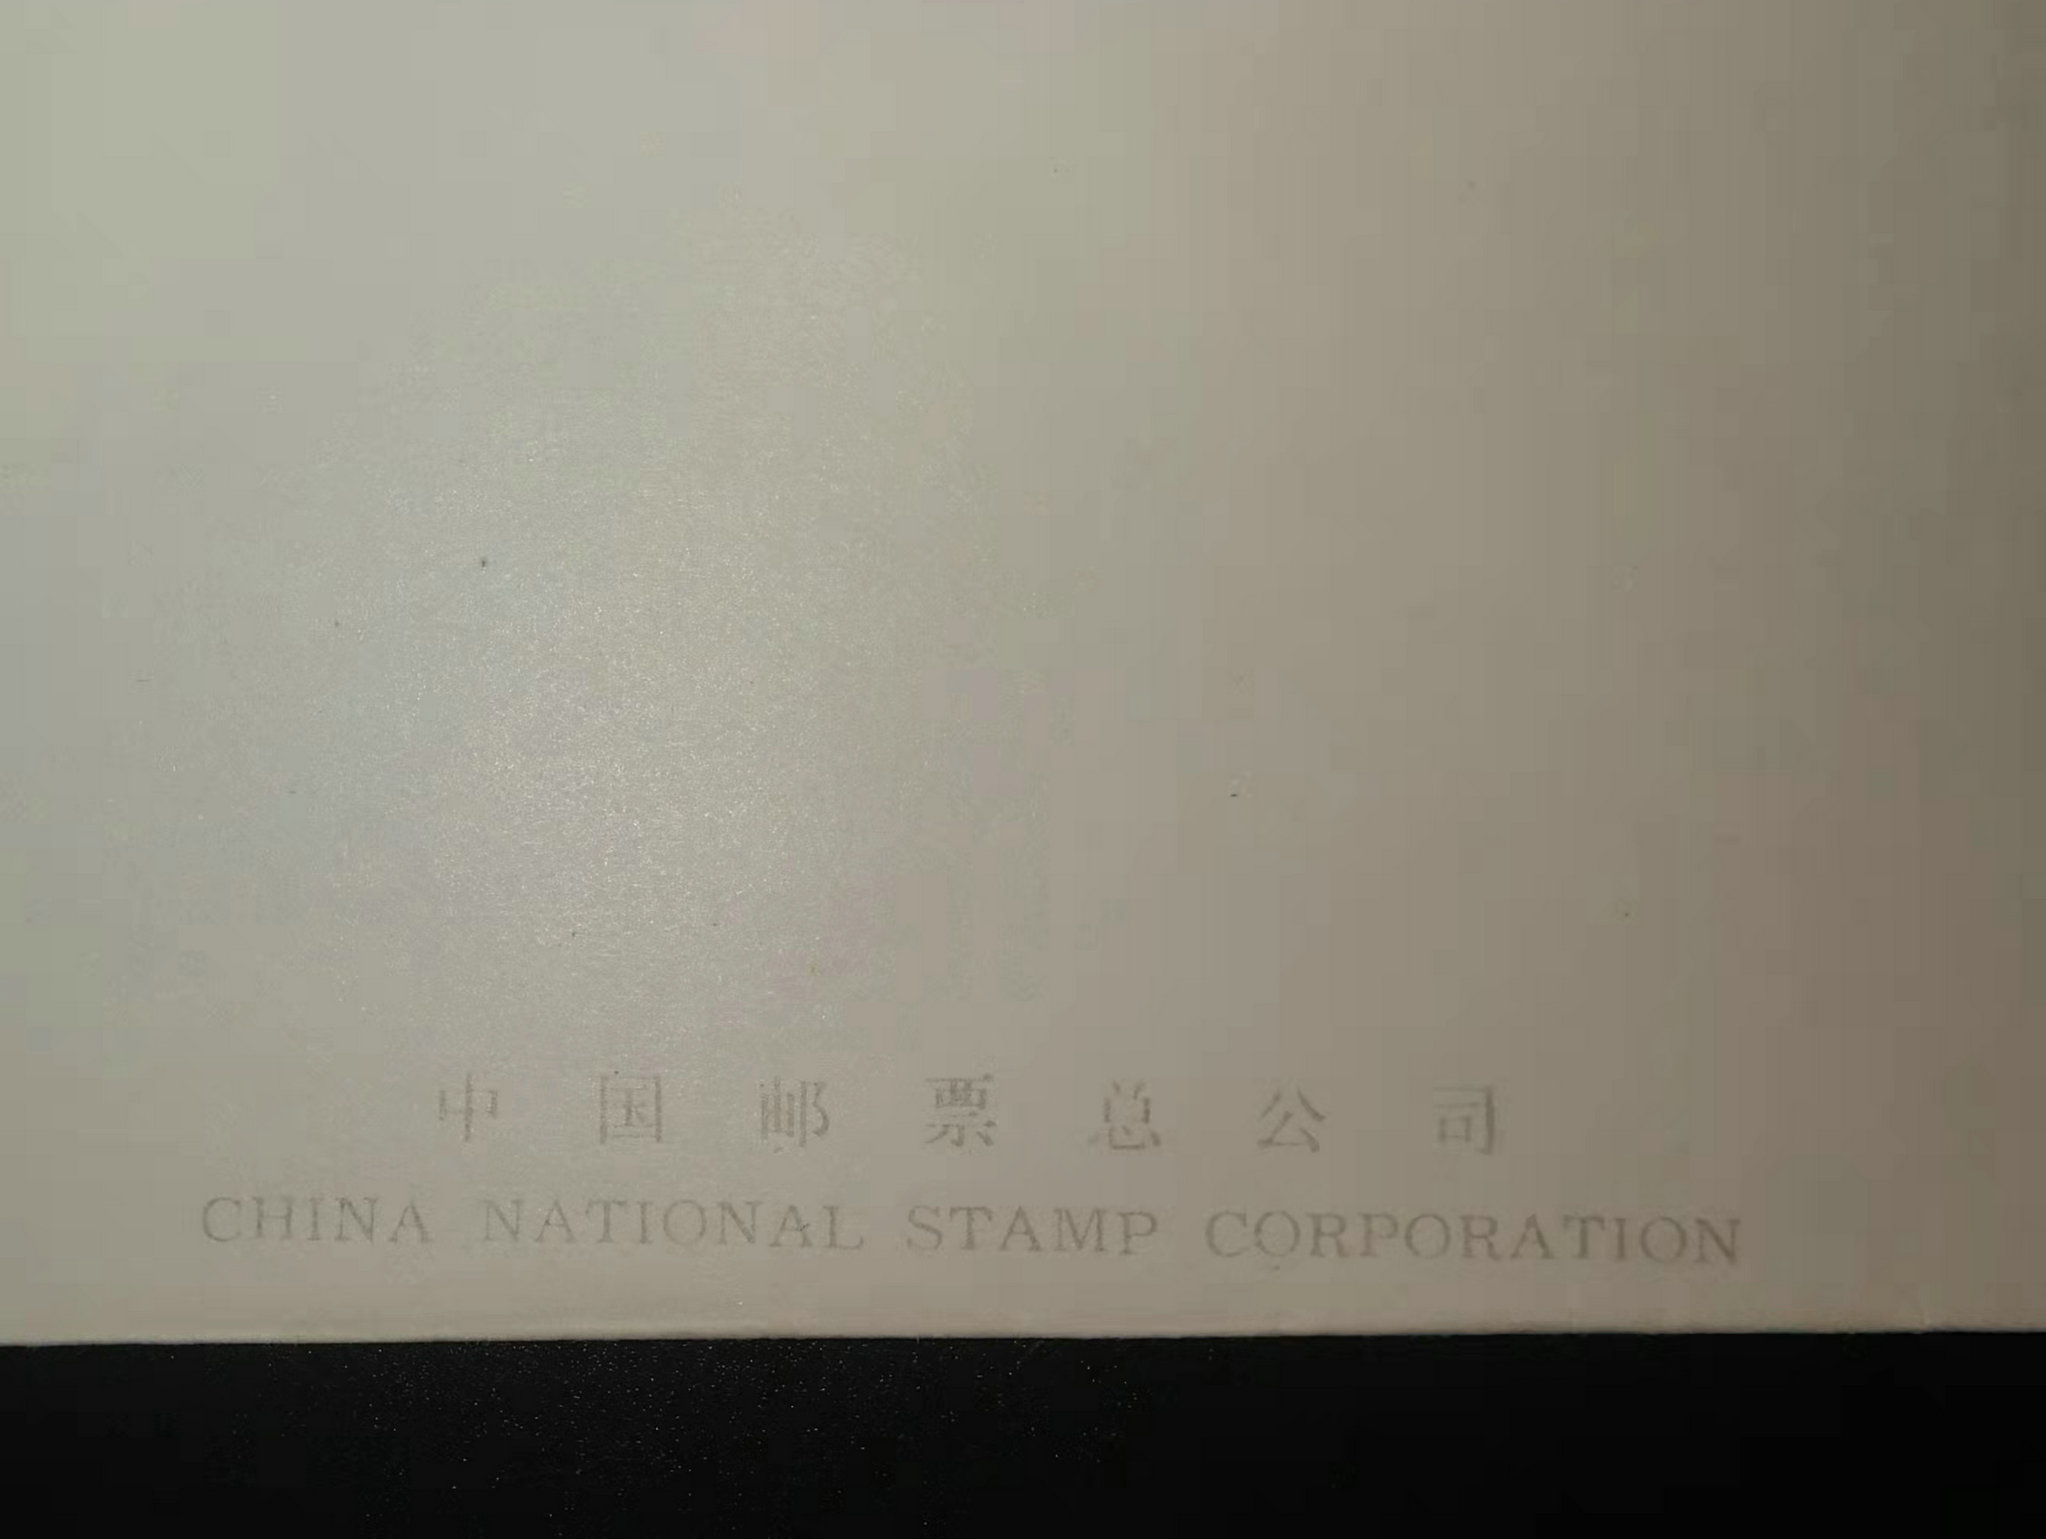 中国邮票总公司
CHINA NATIONAL STAMP CORPORATION